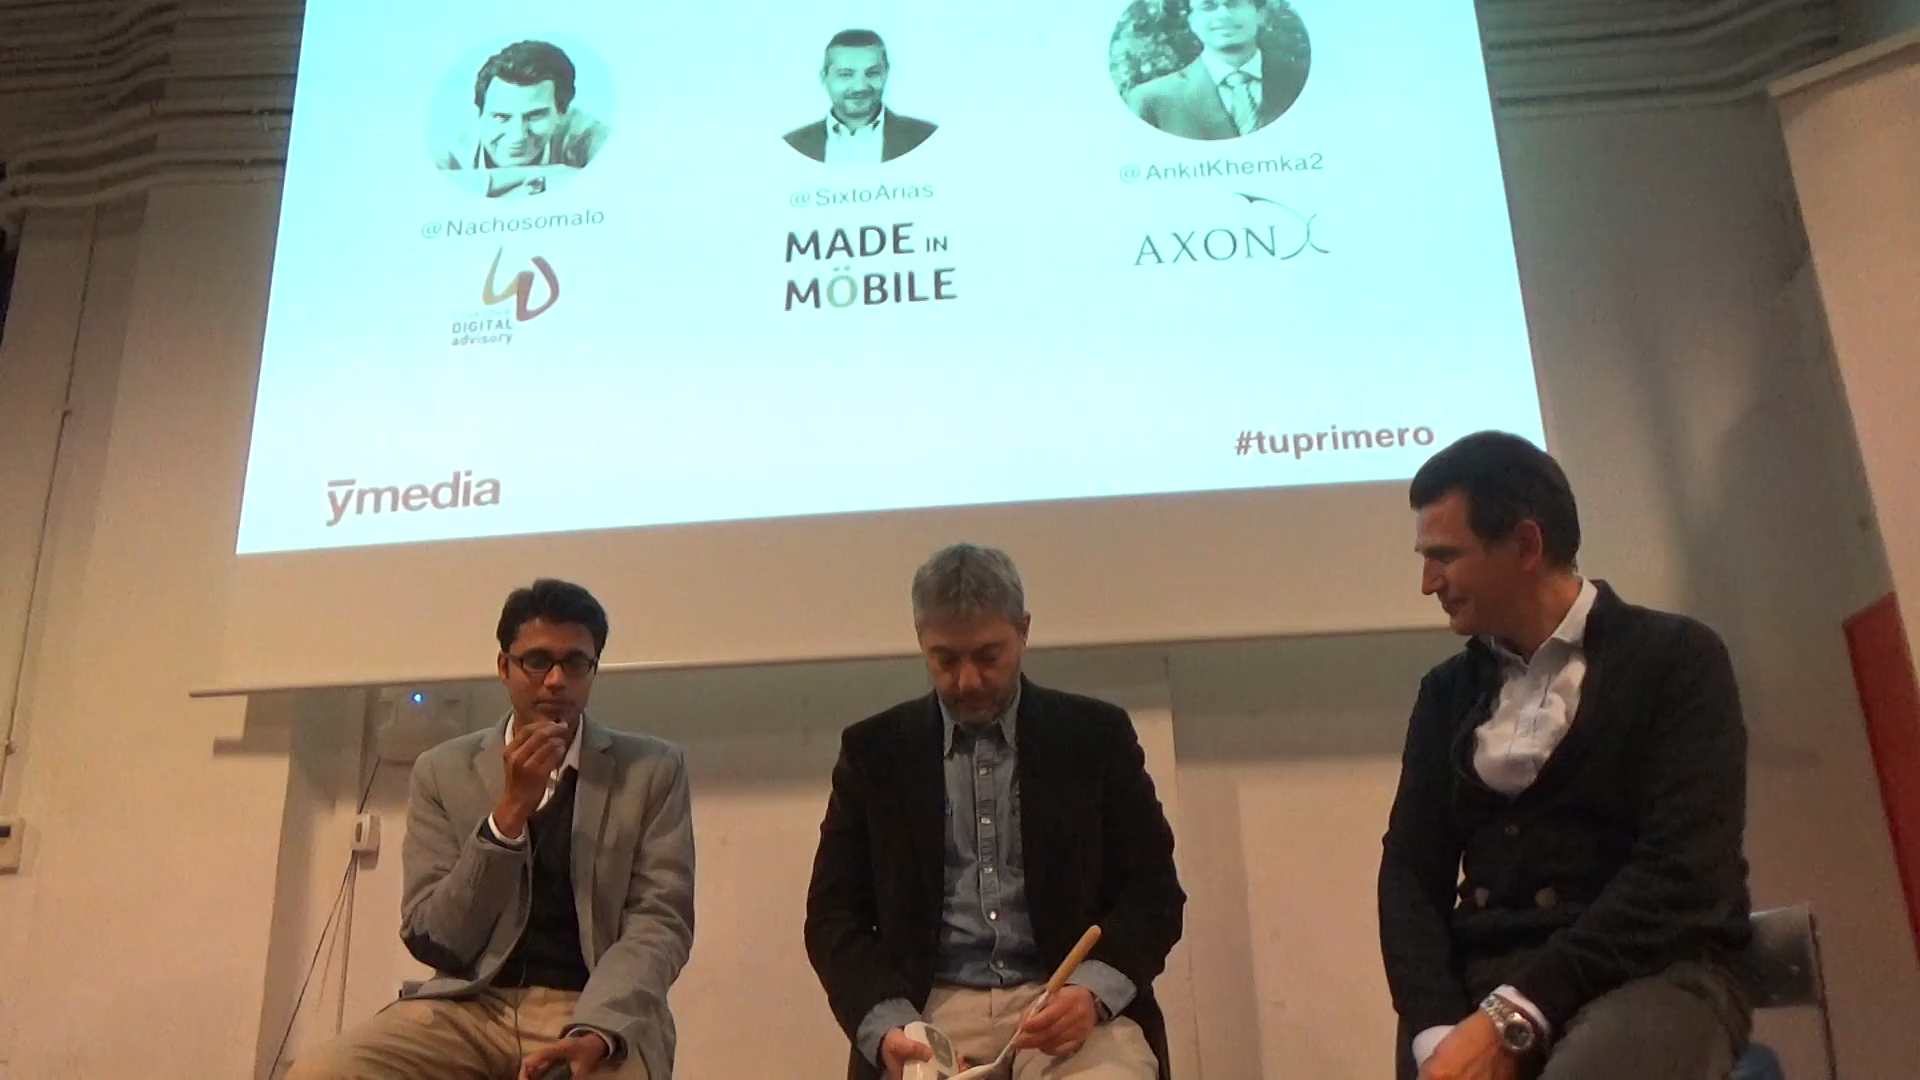 @Nachosomalo
DIGITAL
advisory
@SixtoArias
MADE IN
MÖBILE
@AnkitKhemka2
AXON
#tuprimero
ymedia